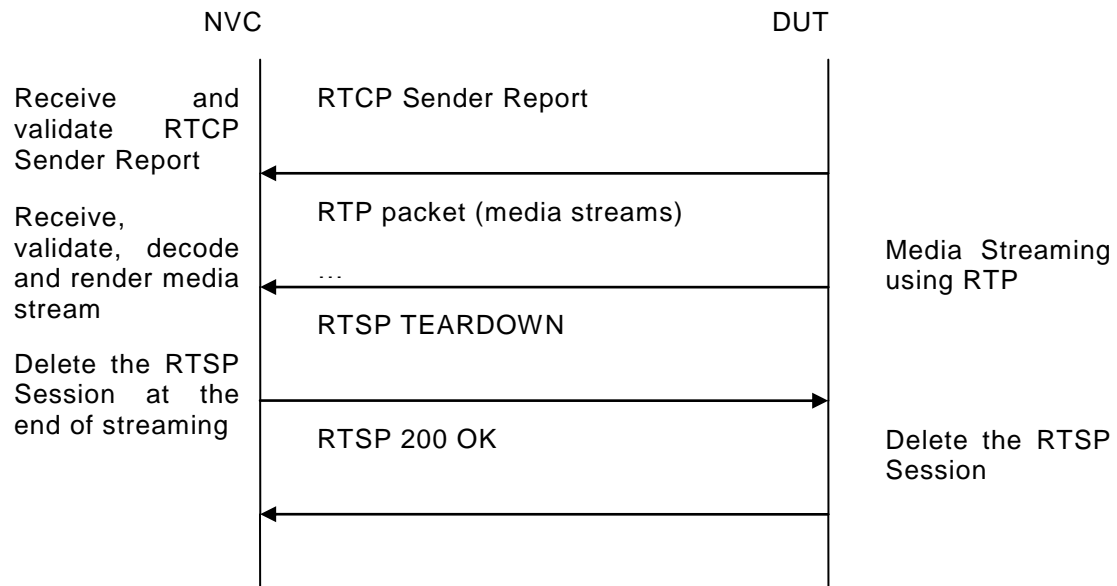 NVC
DUT
Receive and
validate RTCP
Sender Report
RTCP Sender Report
Receive,
validate, decode
and render media
stream
RTP packet (media streams)
...
Media Streaming
using RTP
RTSP TEARDOWN
Delete the RTSP
Session at the
end of streaming
RTSP 200 OK
Delete the RTSP
Session